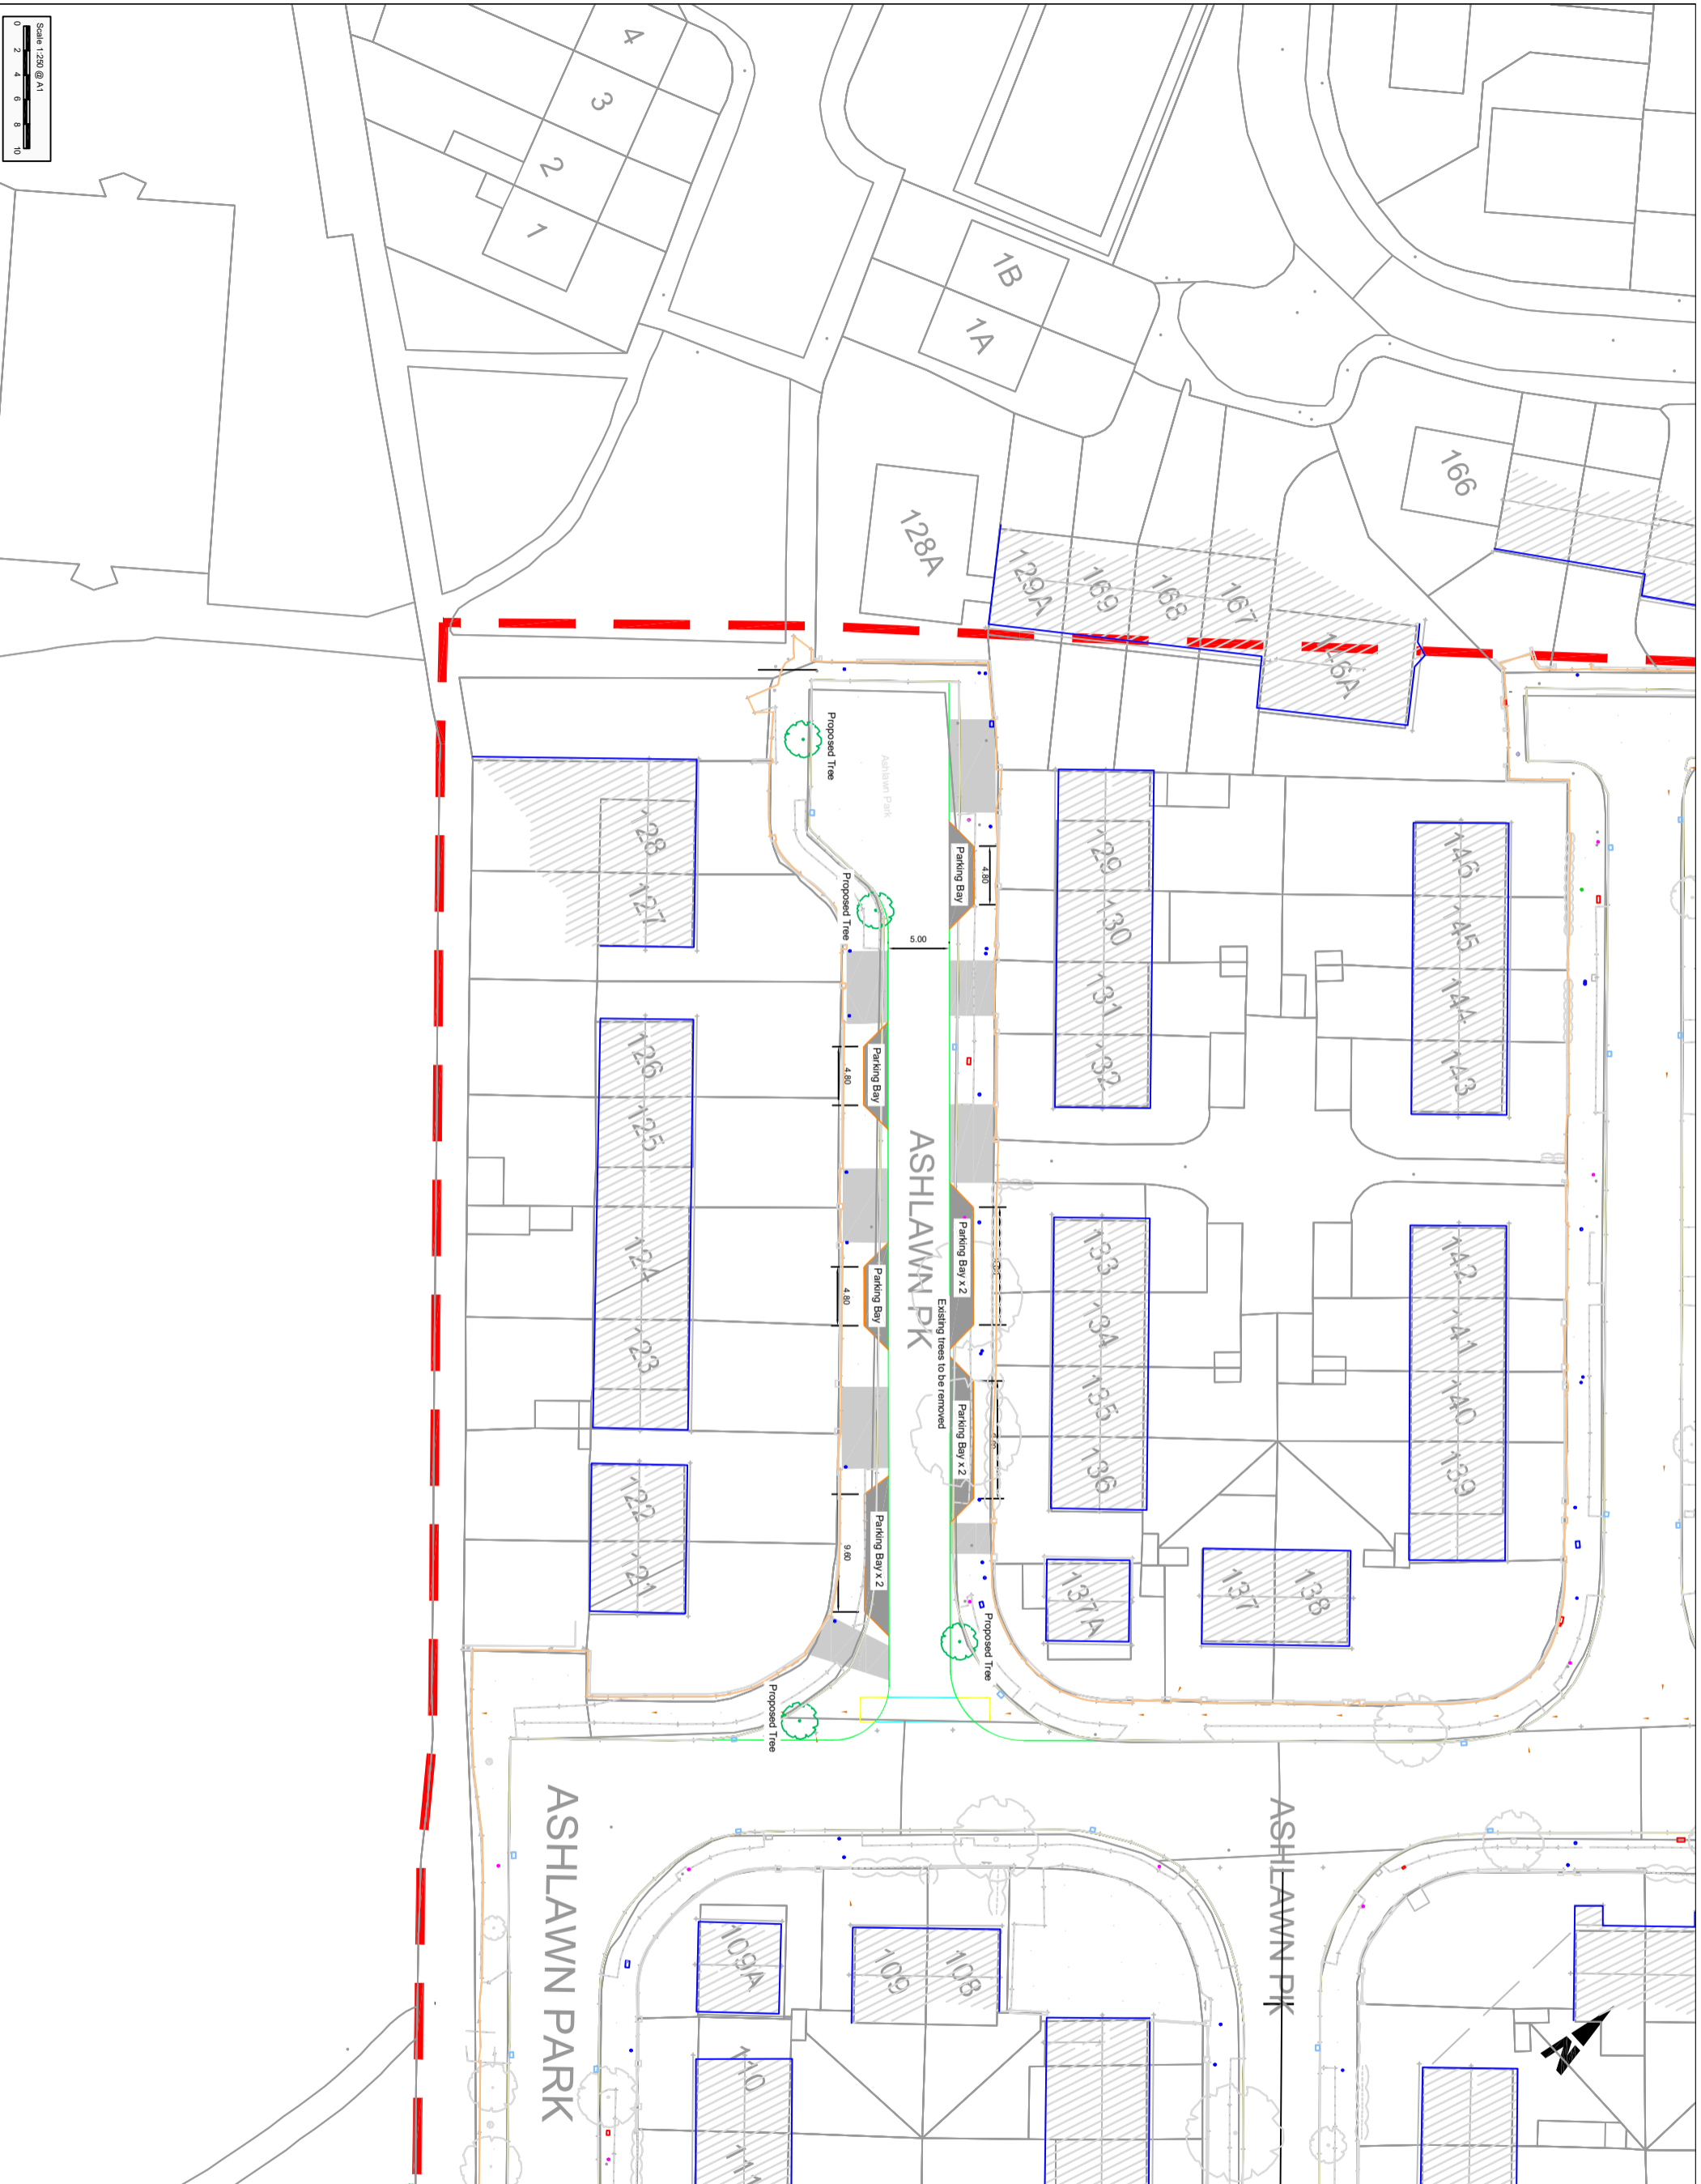 Scale 1:250 @ A1
0 2 4 6 8 10
4
3
2
1
1B
1A
128A
129A
169
168
167
146A
166
Proposed Tree
Ashlawn Park
Proposed Tree
Parking Bay
4.80
5.00
128
127
129
130
131
132
146
145
144
143
126
125
124
123
4.80
Parking Bay
4.80
Parking Bay
ASHLAWN PK
Parking Bay x 2
Existing trees to be removed
Parking Bay x 2
133
134
135
136
142
141
140
139
122
121
9.60
Parking Bay x 2
137A
137
138
Proposed Tree
Proposed Tree
ASHLAWN PARK
ASHLAWN PK
109A
109
108
110
111
N